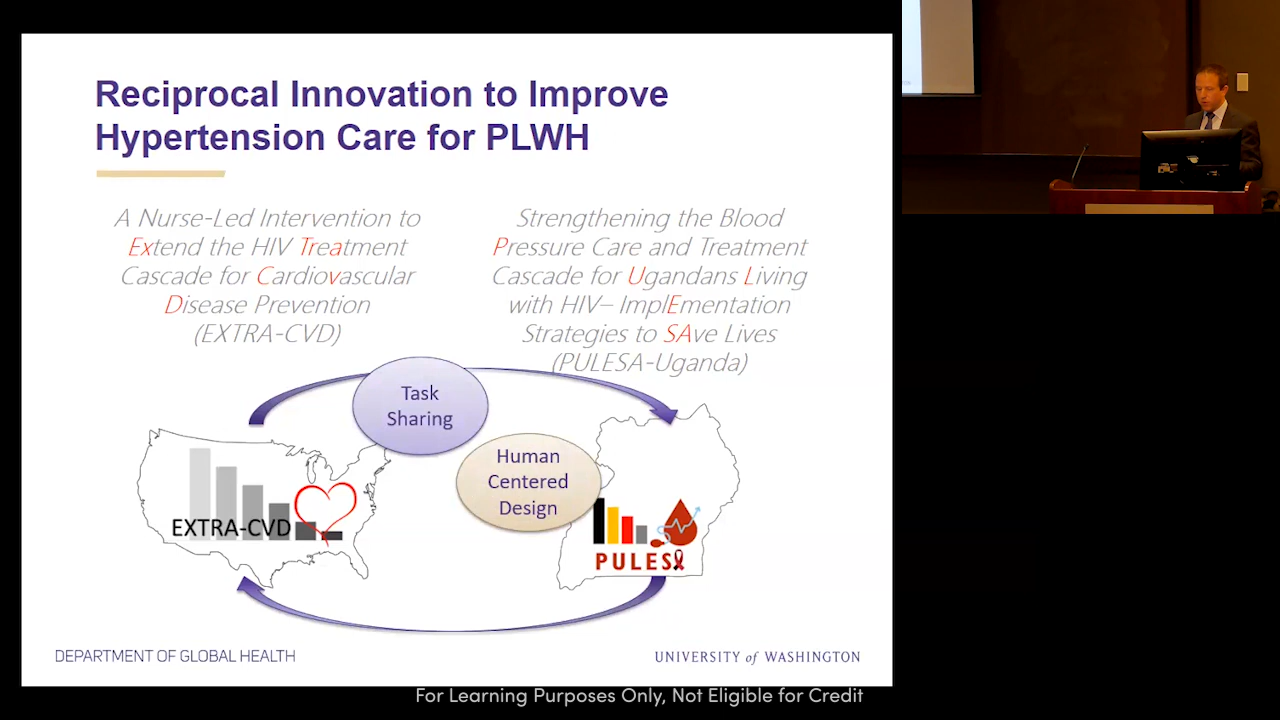 Reciprocal Innovation to Improve
Hypertension Care for PLWH
A Nurse-Led Intervention to
Extend the HIV Treatment
Cascade for Cardiovascular
Disease Prevention
(EXTRA-CVD)
Strengthening the Blood
Pressure Care and Treatment
Cascade for Ugandans Living
with HIV– ImplEmentation
Strategies to SAve Lives
(PULESA-Uganda)
Task
Sharing
Human
Centered
Design
EXTRA-CVD
PULESA
DEPARTMENT OF GLOBAL HEALTH
UNIVERSITY of WASHINGTON
For Learning Purposes Only, Not Eligible for Credit